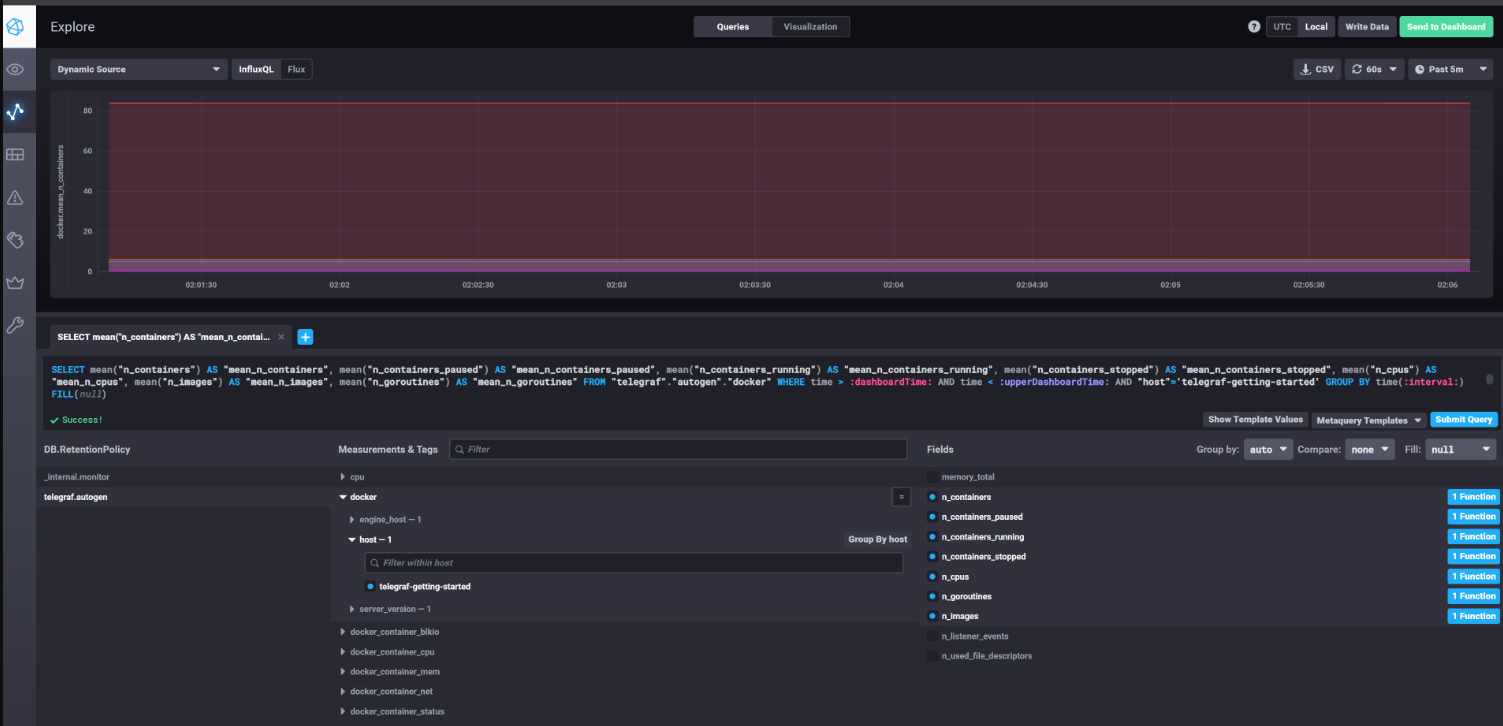 Explore
Queries
Visualization
?
UTC
Local
Write Data
Send to Dashboard
Dynamic Source
InfluxQL
Flux
CSV
60s
Past 5m
docker.mean_n_containers
80
60
40
20
0
02:01:30
02:02
02:02:30
02:03
02:03:30
02:04
02:04:30
02:05
02:05:30
02:06
SELECT mean("n_containers") AS "mean_n_contai...
SELECT mean("n_containers") AS "mean_n_containers", mean("n_containers_paused") AS "mean_n_containers_paused", mean("n_containers_running") AS "mean_n_containers_running", mean("n_containers_stopped") AS "mean_n_containers_stopped", mean("n_cpus") AS
"mean_n_cpus", mean("n_images") AS "mean_n_images", mean("n_goroutines") AS "mean_n_goroutines" FROM "telegraf"."autogen"."docker" WHERE time > :dashboardTime: AND time < :upperDashboardTime: AND "host"='telegraf-getting-started' GROUP BY time(:interval:)
FILL(null)
Success!
Show Template Values
Metaquery Templates
Submit Query
DB.RetentionPolicy
Measurements & Tags
Filter
Fields
Group by:
auto
Compare:
none
Fill:
null
_internal.monitor
telegraf.autogen
cpu
docker
=
engine_host — 1
host — 1
Group By host
Filter within host
telegraf-getting-started
server_version — 1
docker_container_blkio
docker_container_cpu
docker_container_mem
docker_container_net
docker_container_status
memory_total
n_containers
1 Function
n_containers_paused
1 Function
n_containers_running
1 Function
n_containers_stopped
1 Function
n_cpus
1 Function
n_goroutines
1 Function
n_images
1 Function
n_listener_events
n_used_file_descriptors